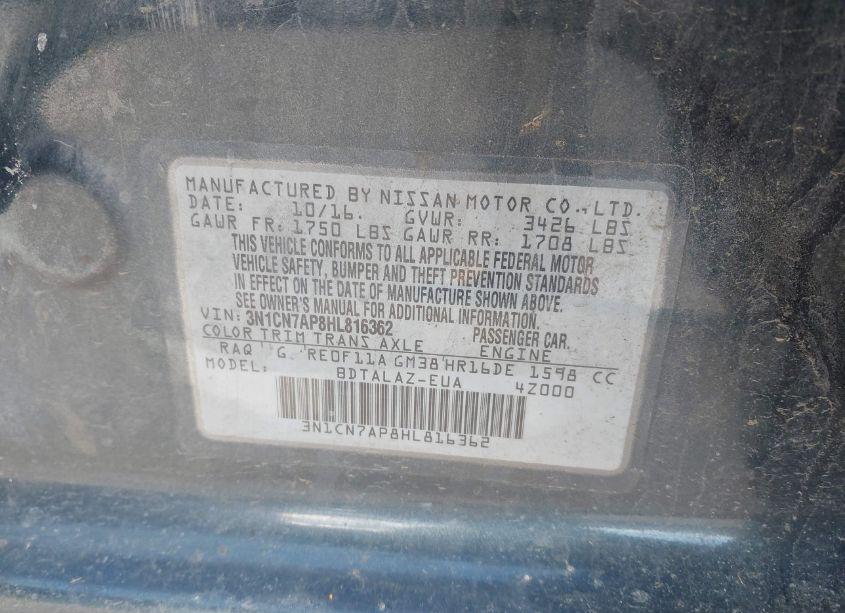 MANUFACTURED BY NISSAN MOTOR CO.,LTD.
DATE: 10/16. GVWR: 3426 LBS
GAWR FR: 1750 LBS GAWR RR: 1708 LBS
THIS VEHICLE CONFORMS TO ALL APPLICABLE FEDERAL MOTOR
VEHICLE SAFETY, BUMPER AND THEFT PREVENTION STANDARDS
IN EFFECT ON THE DATE OF MANUFACTURE SHOWN ABOVE.
SEE OWNER'S MANUAL FOR ADDITIONAL INFORMATION
VIN: 3N1CN7AP8HL816362 PASSENGER CAR.
COLOR TRIM TRANS AXLE ENGINE
RAQ G. RE0F11A GM38 HR16DE 1598 CC
MODEL: BDTALAZ-EUA 4Z000
3N1CN7AP8HL816362